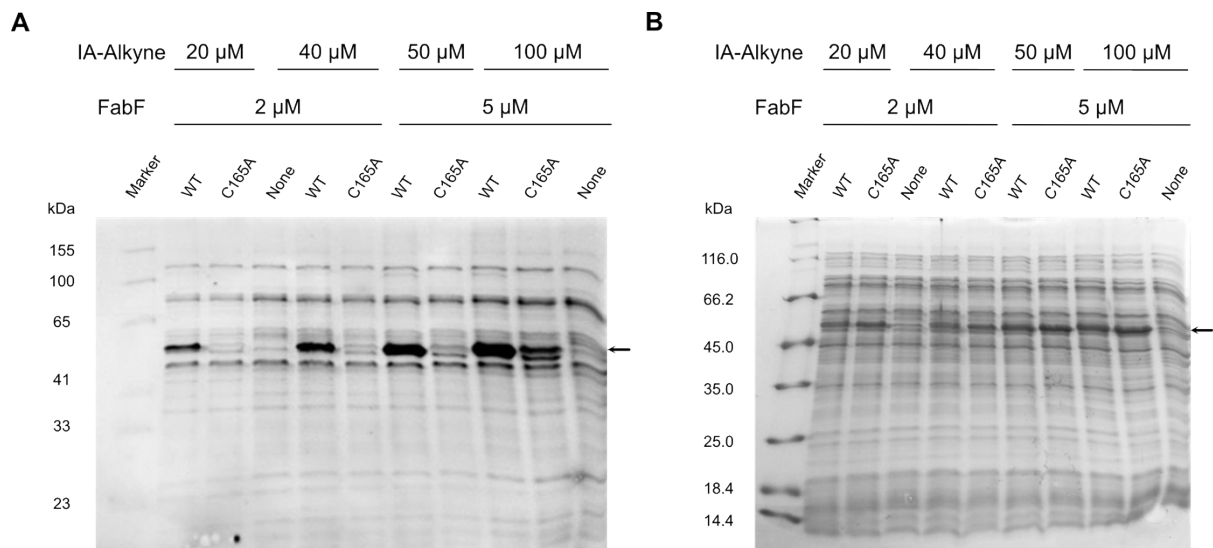 A
IA-Alkyne 20 µM 40 µM 50 µM 100 µM
FabF 2 µM 5 µM
Marker WT C165A None WT C165A WT C165A WT C165A None
kDa
155
100
65
41
33
23
B
IA-Alkyne 20 µM 40 µM 50 µM 100 µM
FabF 2 µM 5 µM
Marker WT C165A None WT C165A WT C165A WT C165A None
kDa
116.0
66.2
45.0
35.0
25.0
18.4
14.4